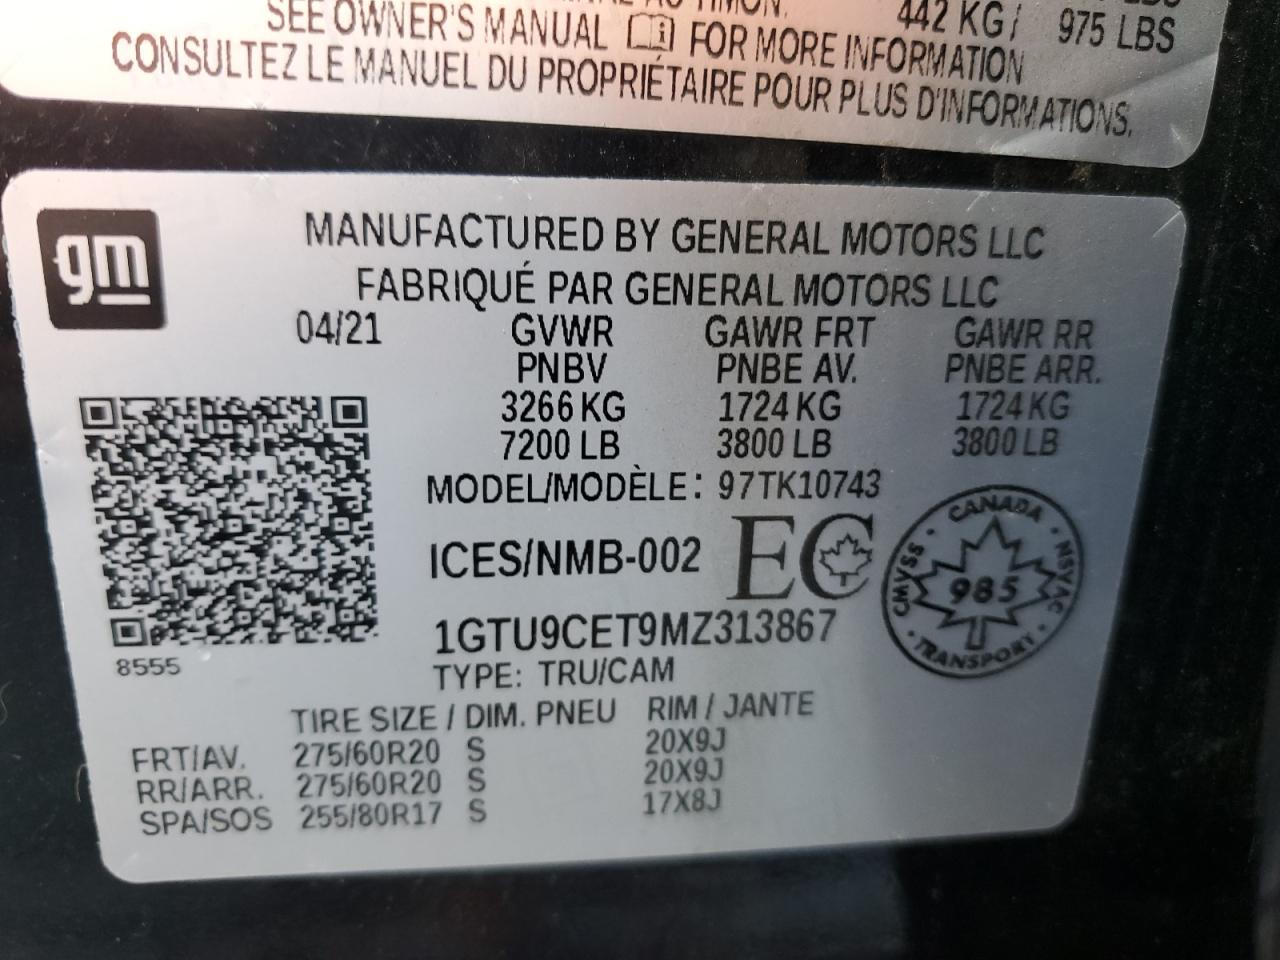 442 KG / 975 LBS
SEE OWNER'S MANUAL FOR MORE INFORMATION
CONSULTEZ LE MANUEL DU PROPRIÉTAIRE POUR PLUS D'INFORMATIONS.
gm
MANUFACTURED BY GENERAL MOTORS LLC
FABRIQUÉ PAR GENERAL MOTORS LLC
04/21 GVWR GAWR FRT GAWR RR
PNBV PNBE AV. PNBE ARR.
3266 KG 1724 KG 1724 KG
7200 LB 3800 LB 3800 LB
MODEL/MODÈLE: 97TK10743
ICES/NMB-002 EC
CANADA
CMVSS 985 NSVAC
TRANSPORT
1GTU9CET9MZ313867
8555
TYPE: TRU/CAM
TIRE SIZE / DIM. PNEU RIM / JANTE
FRT/AV. 275/60R20 S 20X9J
RR/ARR. 275/60R20 S 20X9J
SPA/SOS 255/80R17 S 17X8J